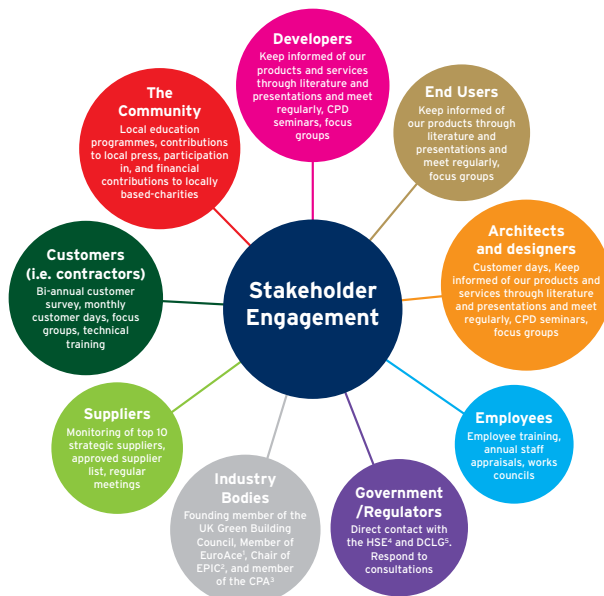 Developers
Keep informed of our
products and services
through literature and
presentations and meet
regularly, CPD
seminars, focus
groups
End Users
Keep informed of
our products through
literature and
presentations and
meet regularly,
focus groups
Architects
and designers
Customer days, Keep
informed of our products and
services through literature
and presentations and meet
regularly, CPD seminars,
focus groups
Employees
Employee training,
annual staff
appraisals, works
councils
Government
/Regulators
Direct contact with
the HSE⁴ and DCLG⁵.
Respond to
consultations
Industry
Bodies
Founding member of the
UK Green Building
Council, Member of
EuroAce¹, Chair of
EPIC², and member
of the CPA³
Suppliers
Monitoring of top 10
strategic suppliers,
approved supplier
list, regular
meetings
Customers
(i.e. contractors)
Bi-annual customer
survey, monthly
customer days, focus
groups, technical
training
The
Community
Local education
programmes, contributions
to local press, participation
in, and financial
contributions to locally
based-charities
Stakeholder
Engagement